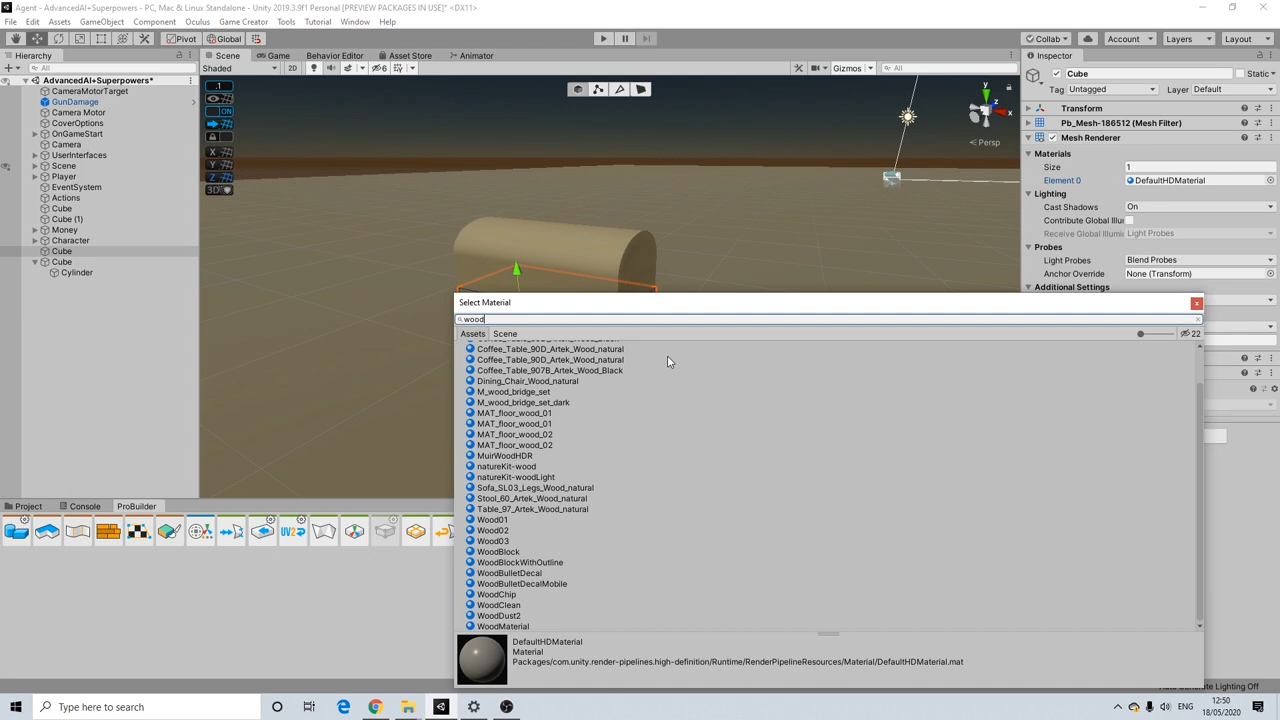 AdvancedAI+Superpowers - PC, Mac & Linux Standalone - Unity 2019.3.9f1 Personal [PREVIEW PACKAGES IN USE]* <DX11>
File Edit Assets GameObject Component Oculus Game Creator Tools Tutorial Window Help
Pivot Global Collab Account Layers Layout
Hierarchy Scene Game Behavior Editor Asset Store Animator Inspector
All Shaded 2D 6 Gizmos All Cube Static
AdvancedAI+Superpowers* .1 Tag Untagged Layer Default
CameraMotorTarget
GunDamage Transform
Camera Motor ON
CoverOptions Pb_Mesh-186512 (Mesh Filter)
OnGameStart Mesh Renderer
Camera
UserInterfaces X Persp Materials
Scene Y Size 1
Player Z Element 0 DefaultHDMaterial
EventSystem 3D Lighting
Actions
Cube Cast Shadows On
Cube (1) Contribute Global Illumi
Money Receive Global Illumi Light Probes
Character Probes
Cube Light Probes Blend Probes
Cube Anchor Override None (Transform)
Cylinder Additional Settings
Select Material
wood
Assets Scene 22
Coffee_Table_90D_Artek_Wood_natural
Coffee_Table_90D_Artek_Wood_natural
Coffee_Table_907B_Artek_Wood_Black
Dining_Chair_Wood_natural
M_wood_bridge_set
M_wood_bridge_set_dark
MAT_floor_wood_01
MAT_floor_wood_01
MAT_floor_wood_02
MAT_floor_wood_02
MuirWoodHDR
natureKit-wood
natureKit-woodLight
Sofa_SL03_Legs_Wood_natural
Stool_60_Artek_Wood_natural
Table_97_Artek_Wood_natural
Wood01
Wood02
Wood03
WoodBlock
WoodBlockWithOutline
WoodBulletDecal
WoodBulletDecalMobile
WoodChip
WoodClean
WoodDust2
WoodMaterial
DefaultHDMaterial
Material
Packages/com.unity.render-pipelines.high-definition/Runtime/RenderPipelineResources/Material/DefaultHDMaterial.mat
Project Console ProBuilder
UV2
Lighting Off
Type here to search
ENG 12:50
18/05/2020